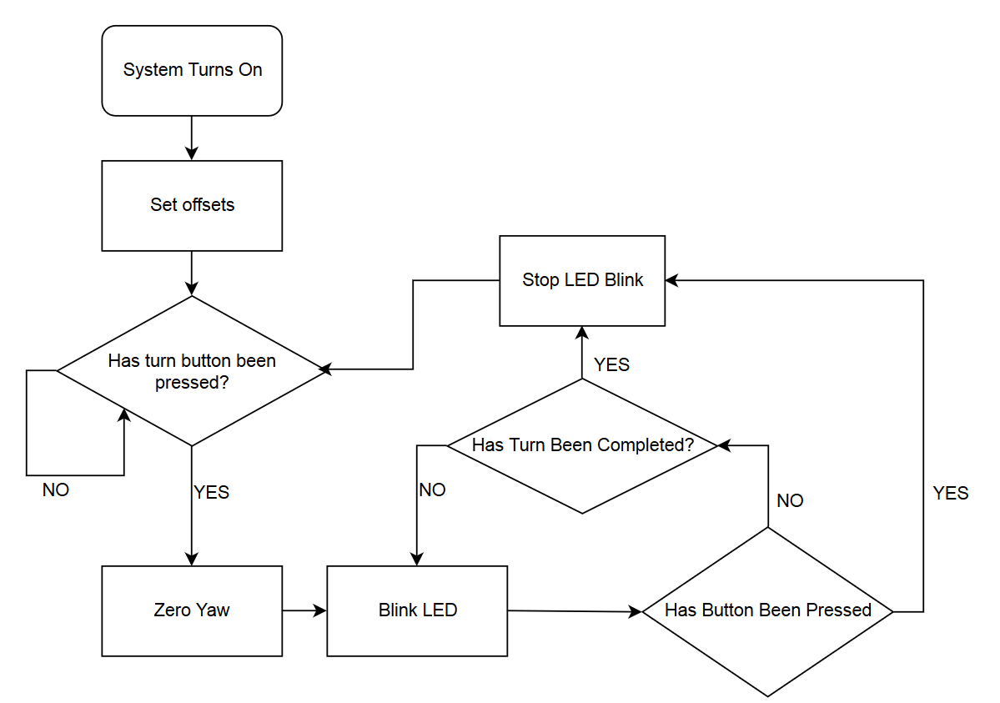 System Turns On
Set offsets
Stop LED Blink
Has turn button been
pressed?
YES
Has Turn Been Completed?
NO
YES
NO
NO
YES
Zero Yaw
Blink LED
Has Button Been Pressed